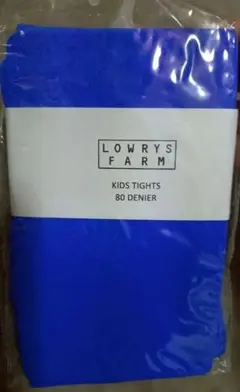 LOWRYS
FARM
KIDS TIGHTS
80 DENIER